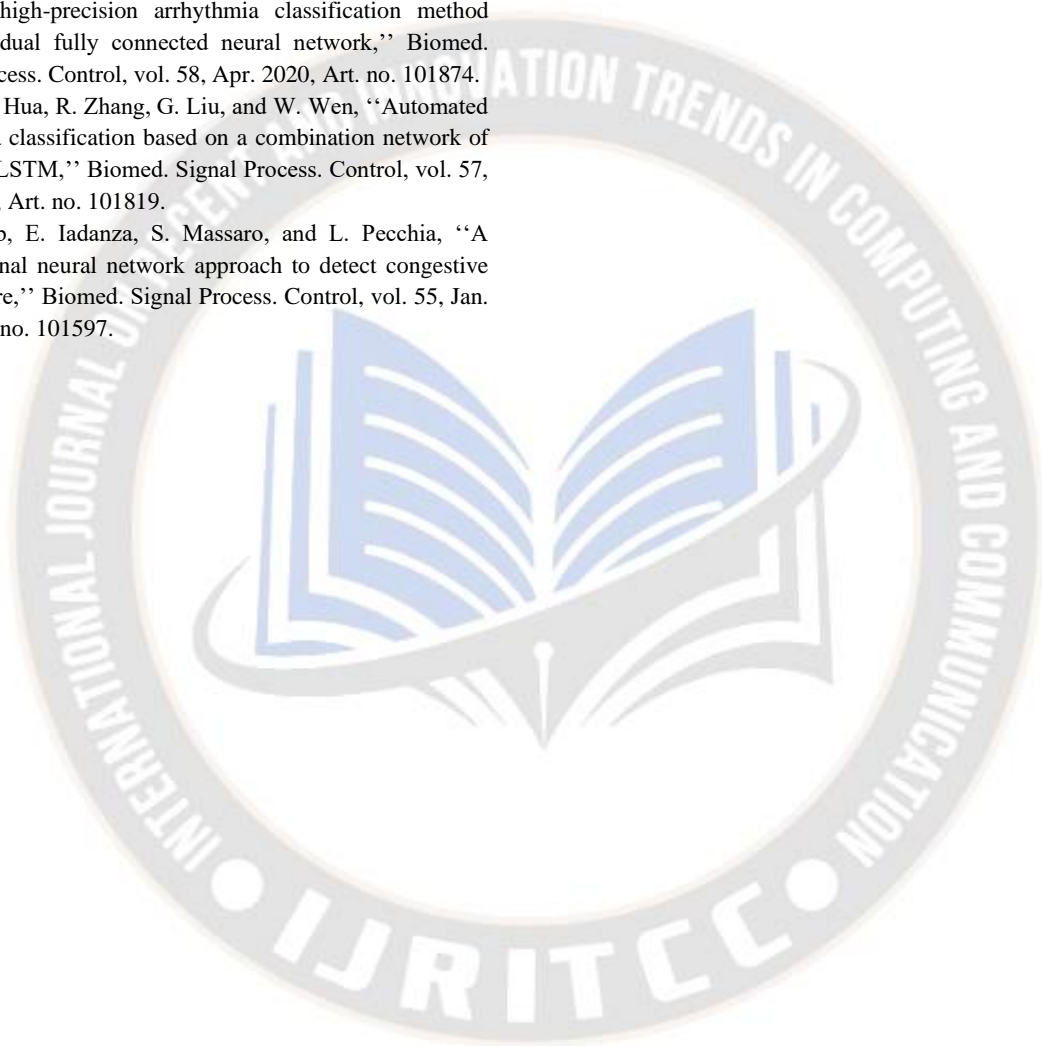 high-precision arrhythmia classification method
dual fully connected neural network,’’ Biomed.
cess. Control, vol. 58, Apr. 2020, Art. no. 101874.
Hua, R. Zhang, G. Liu, and W. Wen, ‘‘Automated
classification based on a combination network of
LSTM,’’ Biomed. Signal Process. Control, vol. 57,
, Art. no. 101819.
, E. Iadanza, S. Massaro, and L. Pecchia, ‘‘A
nal neural network approach to detect congestive
re,’’ Biomed. Signal Process. Control, vol. 55, Jan.
no. 101597.
INTERNATIONAL JOURNAL ON RECENT AND INNOVATION TRENDS IN COMPUTING AND COMMUNICATION
IJRITCC